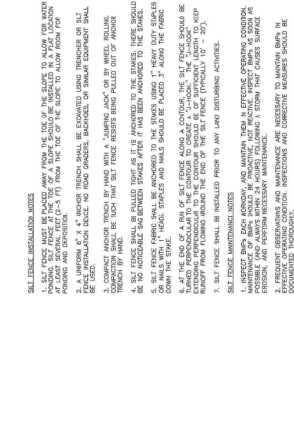 SILT FENCE INSTALLATION NOTES
1. SILT FENCE MUST BE PLACED AWAY FROM THE TOE OF THE SLOPE TO ALLOW FOR WATER
PONDING. SILT FENCE AT THE TOE OF A SLOPE SHOULD BE INSTALLED IN A FLAT LOCATION
AT LEAST SEVERAL FEET (2-5 FT) FROM THE TOE OF THE SLOPE TO ALLOW ROOM FOR
PONDING AND DEPOSITION.
2. A UNIFORM 6" X 4" ANCHOR TRENCH SHALL BE EXCAVATED USING TRENCHER OR SILT
FENCE INSTALLATION DEVICE. NO ROAD GRADERS, BACKHOES, OR SIMILAR EQUIPMENT SHALL
BE USED.
3. COMPACT ANCHOR TRENCH BY HAND WITH A "JUMPING JACK" OR BY WHEEL ROLLING.
COMPACTION SHALL BE SUCH THAT SILT FENCE RESISTS BEING PULLED OUT OF ANCHOR
TRENCH BY HAND.
4. SILT FENCE SHALL BE PULLED TIGHT AS IT IS ANCHORED TO THE STAKES. THERE SHOULD
BE NO NOTICEABLE SAG BETWEEN STAKES AFTER IT HAS BEEN ANCHORED TO THE STAKES.
5. SILT FENCE FABRIC SHALL BE ANCHORED TO THE STAKES USING 1" HEAVY DUTY STAPLES
OR NAILS WITH 1" HEAD. STAPLES AND NAILS SHOULD BE PLACED 3" ALONG THE FABRIC
DOWN THE STAKE.
6. AT THE END OF A RUN OF SILT FENCE ALONG A CONTOUR, THE SILT FENCE SHOULD BE
TURNED PERPENDICULAR TO THE CONTOUR TO CREATE A "J-HOOK." THE "J-HOOK"
EXTENDING PERPENDICULAR TO THE CONTOUR SHOULD BE OF SUFFICIENT LENGTH TO KEEP
RUNOFF FROM FLOWING AROUND THE END OF THE SILT FENCE (TYPICALLY 10' - 20').
7. SILT FENCE SHALL BE INSTALLED PRIOR TO ANY LAND DISTURBING ACTIVITIES.
SILT FENCE MAINTENANCE NOTES
1. INSPECT BMPs EACH WORKDAY, AND MAINTAIN THEM IN EFFECTIVE OPERATING CONDITION.
MAINTENANCE OF BMPs SHOULD BE PROACTIVE, NOT REACTIVE. INSPECT BMPs AS SOON AS
POSSIBLE (AND ALWAYS WITHIN 24 HOURS) FOLLOWING A STORM THAT CAUSES SURFACE
EROSION, AND PERFORM NECESSARY MAINTENANCE.
2. FREQUENT OBSERVATIONS AND MAINTENANCE ARE NECESSARY TO MAINTAIN BMPs IN
EFFECTIVE OPERATING CONDITION. INSPECTIONS AND CORRECTIVE MEASURES SHOULD BE
DOCUMENTED THOROUGHLY.